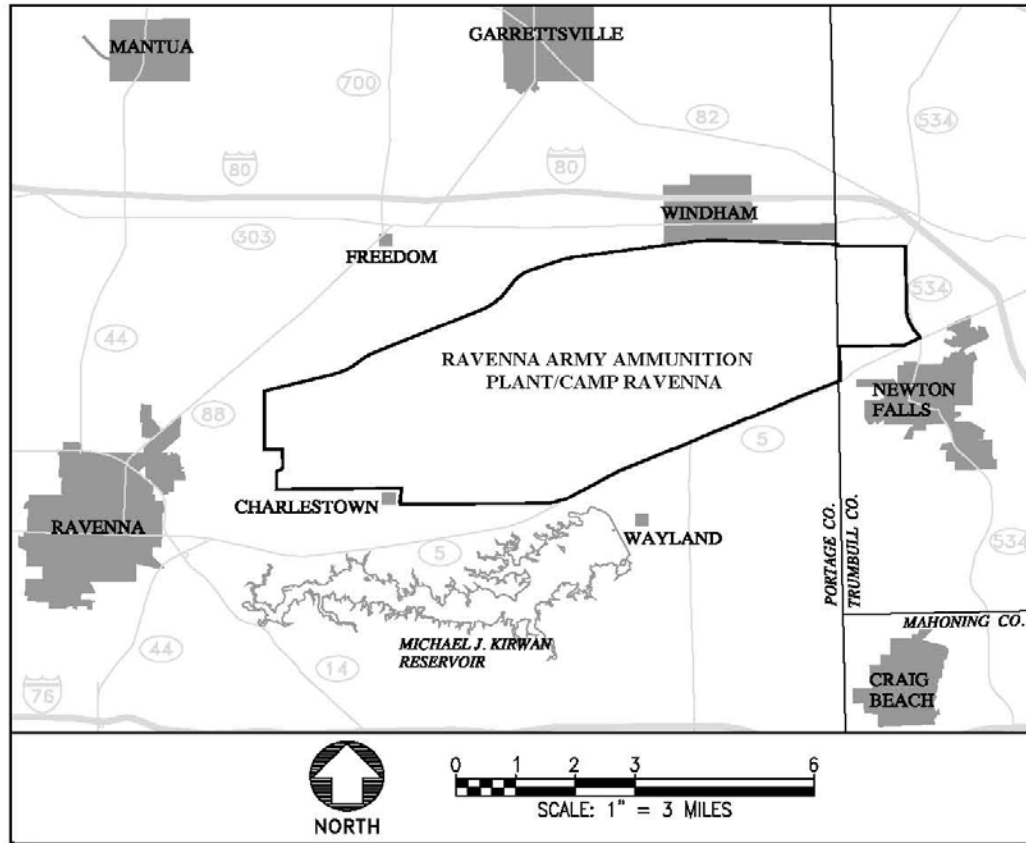 MANTUA
GARRETTSVILLE
700
82
534
80
80
WINDHAM
303
FREEDOM
534
44
RAVENNA ARMY AMMUNITION
PLANT/CAMP RAVENNA
NEWTON
FALLS
88
5
CHARLESTOWN
RAVENNA
WAYLAND
5
534
PORTAGE CO.
TRUMBULL CO.
MAHONING CO.
MICHAEL J. KIRWAN
RESERVOIR
44
14
76
CRAIG
BEACH
NORTH
0 1 2 3 6
SCALE: 1" = 3 MILES